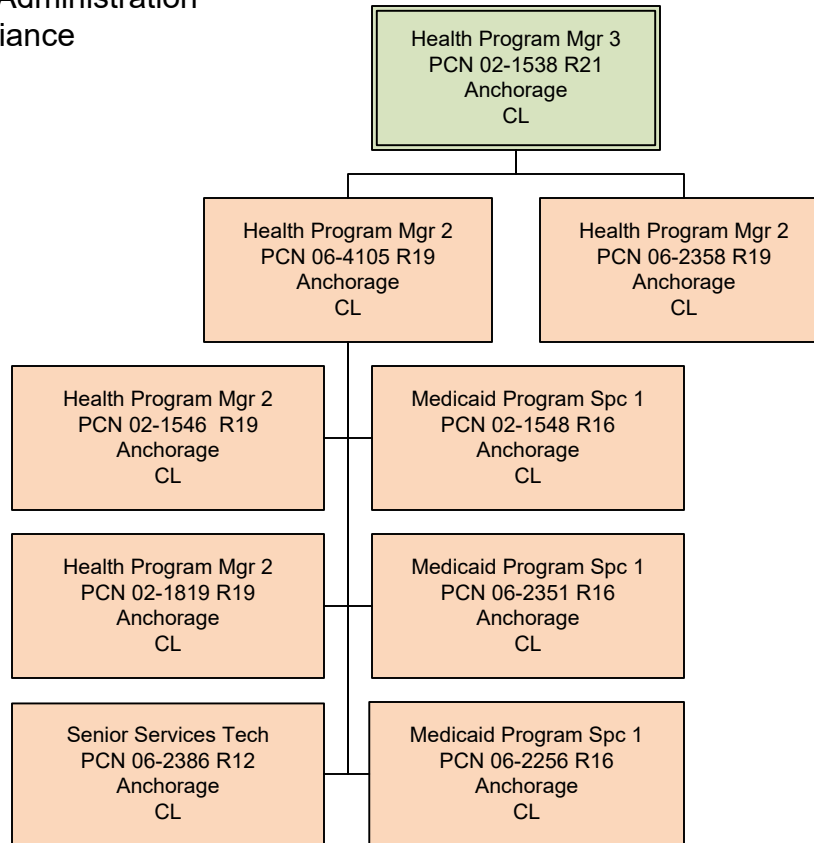 Administration
Health Program Mgr 3
PCN 02-1538 R21
Anchorage
CL
Health Program Mgr 2
PCN 06-4105 R19
Anchorage
CL
Health Program Mgr 2
PCN 06-2358 R19
Anchorage
CL
Health Program Mgr 2
PCN 02-1546  R19
Anchorage
CL
Medicaid Program Spc 1
PCN 02-1548 R16
Anchorage
CL
Health Program Mgr 2
PCN 02-1819 R19
Anchorage
CL
Medicaid Program Spc 1
PCN 06-2351 R16
Anchorage
CL
Senior Services Tech
PCN 06-2386 R12
Anchorage
CL
Medicaid Program Spc 1
PCN 06-2256 R16
Anchorage
CL